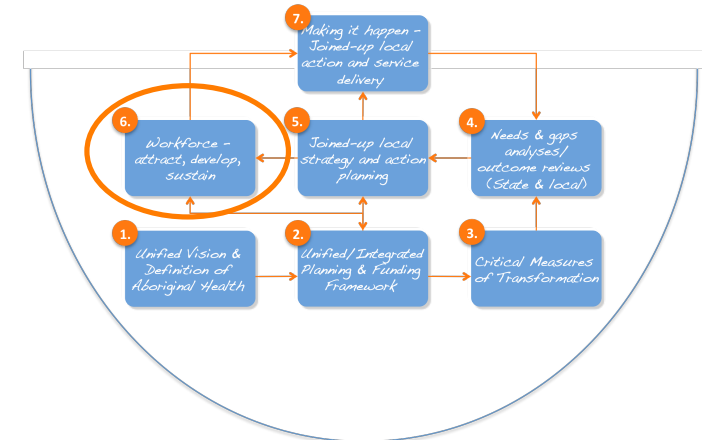 7.
Making it happen –
Joined-up local
action and service
delivery
6.
Workforce –
attract, develop,
sustain
5.
Joined-up local
strategy and action
planning
4.
Needs & gaps
analyses/
outcome reviews
(State & local)
1.
Unified Vision &
Definition of
Aboriginal Health
2.
Unified/Integrated
Planning & Funding
Framework
3.
Critical Measures
of Transformation